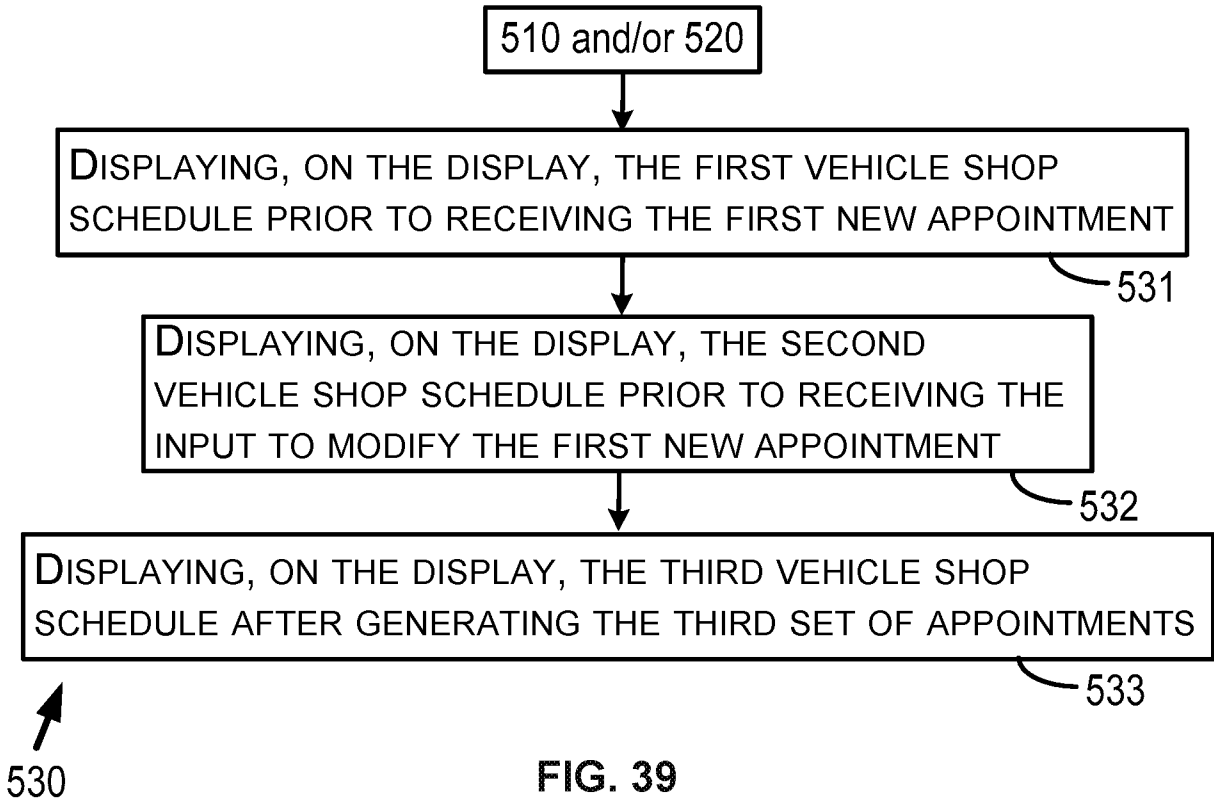 510 and/or 520
DISPLAYING, ON THE DISPLAY, THE FIRST VEHICLE SHOP
SCHEDULE PRIOR TO RECEIVING THE FIRST NEW APPOINTMENT
531
DISPLAYING, ON THE DISPLAY, THE SECOND
VEHICLE SHOP SCHEDULE PRIOR TO RECEIVING THE
INPUT TO MODIFY THE FIRST NEW APPOINTMENT
532
DISPLAYING, ON THE DISPLAY, THE THIRD VEHICLE SHOP
SCHEDULE AFTER GENERATING THE THIRD SET OF APPOINTMENTS
533
530
FIG. 39